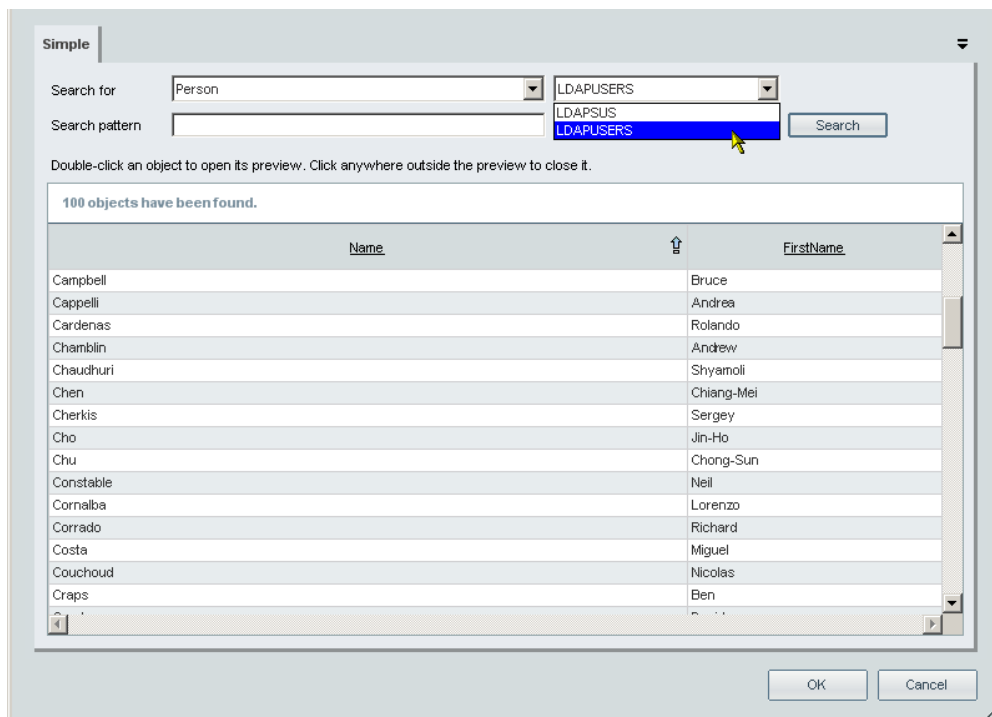 Simple
Search for Person LDAPUSERS
LDAPSUS
Search pattern LDAPUSERS Search
Double-click an object to open its preview. Click anywhere outside the preview to close it.
100 objects have been found.
Name FirstName
Campbell Bruce
Cappelli Andrea
Cardenas Rolando
Chamblin Andrew
Chaudhuri Shyamoli
Chen Chiang-Mei
Cherkis Sergey
Cho Jin-Ho
Chu Chong-Sun
Constable Neil
Cornalba Lorenzo
Corrado Richard
Costa Miguel
Couchoud Nicolas
Craps Ben
OK Cancel